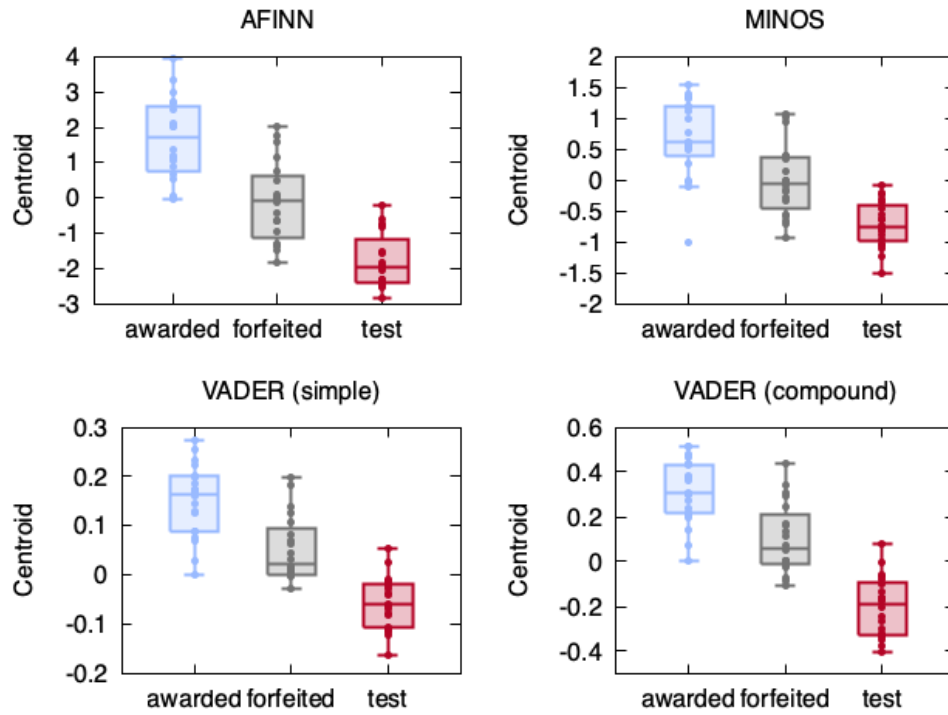 AFINN
4
3
2
1
0
-1
-2
-3
Centroid
awarded forfeited test
MINOS
2
1.5
1
0.5
0
-0.5
-1
-1.5
-2
Centroid
awarded forfeited test
VADER (simple)
0.3
0.2
0.1
0
-0.1
-0.2
Centroid
awarded forfeited test
VADER (compound)
0.6
0.4
0.2
0
-0.2
-0.4
Centroid
awarded forfeited test